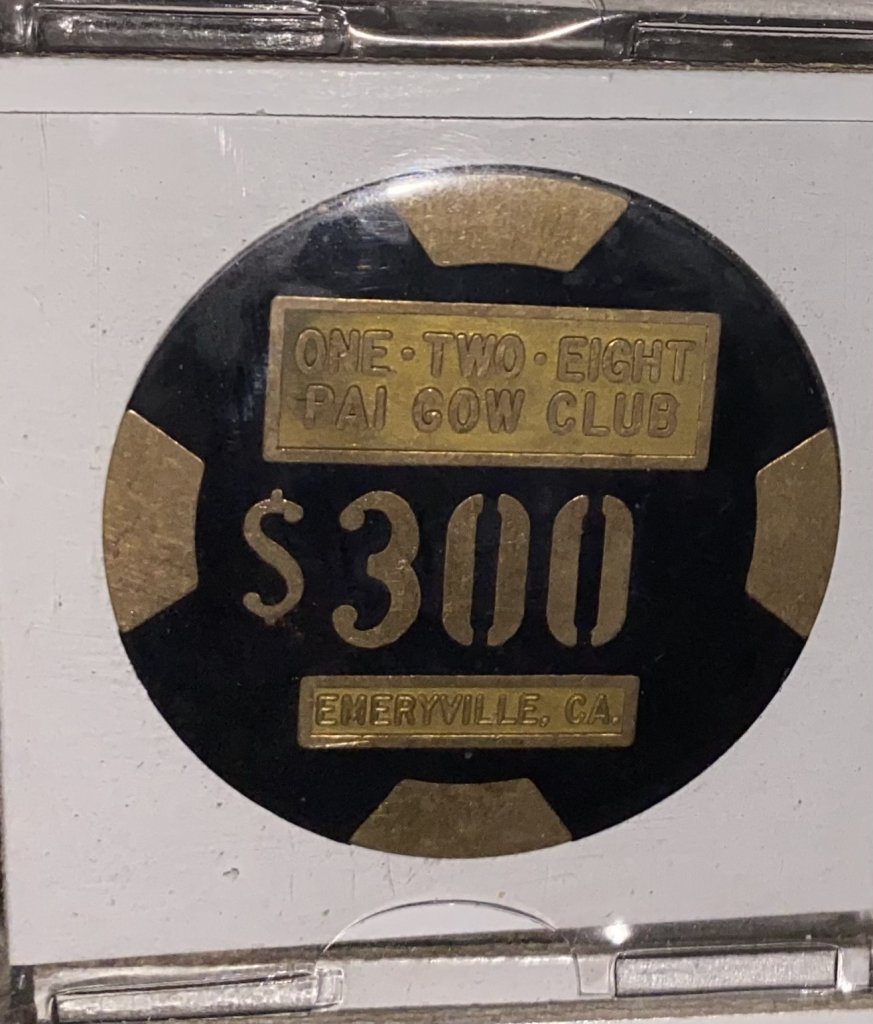 ONE·TWO·EIGHT
PAI GOW CLUB
$300
EMERYVILLE, CA.